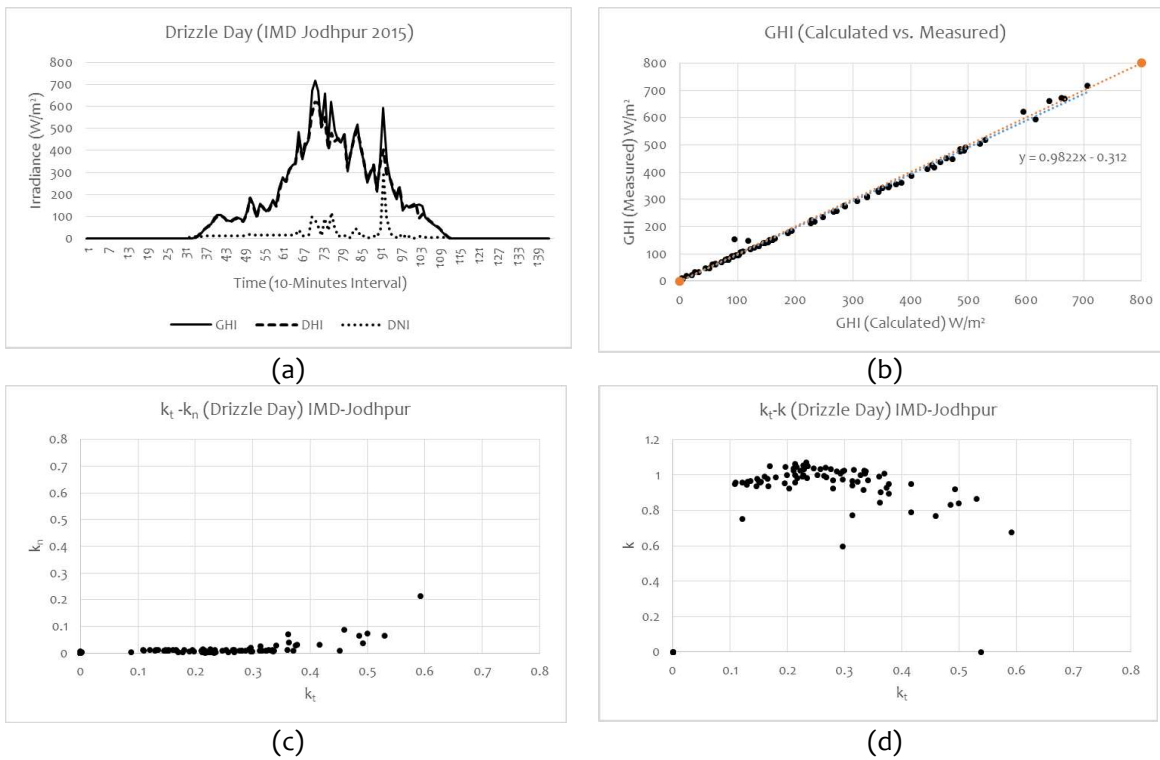 Drizzle Day (IMD Jodhpur 2015)
Irradiance (W/m²)
800
700
600
500
400
300
200
100
0
1 7 13 19 25 31 37 43 49 55 61 67 73 79 85 91 97 103 109 115 121 127 133 139
Time (10-Minutes Interval)
GHI DHI DNI
(a)
GHI (Calculated vs. Measured)
GHI (Measured) W/m²
800
700
600
500
400
300
200
100
0
y = 0.9822x - 0.312
0 100 200 300 400 500 600 700 800
GHI (Calculated) W/m²
(b)
kt -kn (Drizzle Day) IMD-Jodhpur
kn
0.8
0.7
0.6
0.5
0.4
0.3
0.2
0.1
0
0 0.1 0.2 0.3 0.4 0.5 0.6 0.7 0.8
kt
(c)
kt-k (Drizzle Day) IMD-Jodhpur
k
1.2
1
0.8
0.6
0.4
0.2
0
0 0.1 0.2 0.3 0.4 0.5 0.6 0.7 0.8
kt
(d)